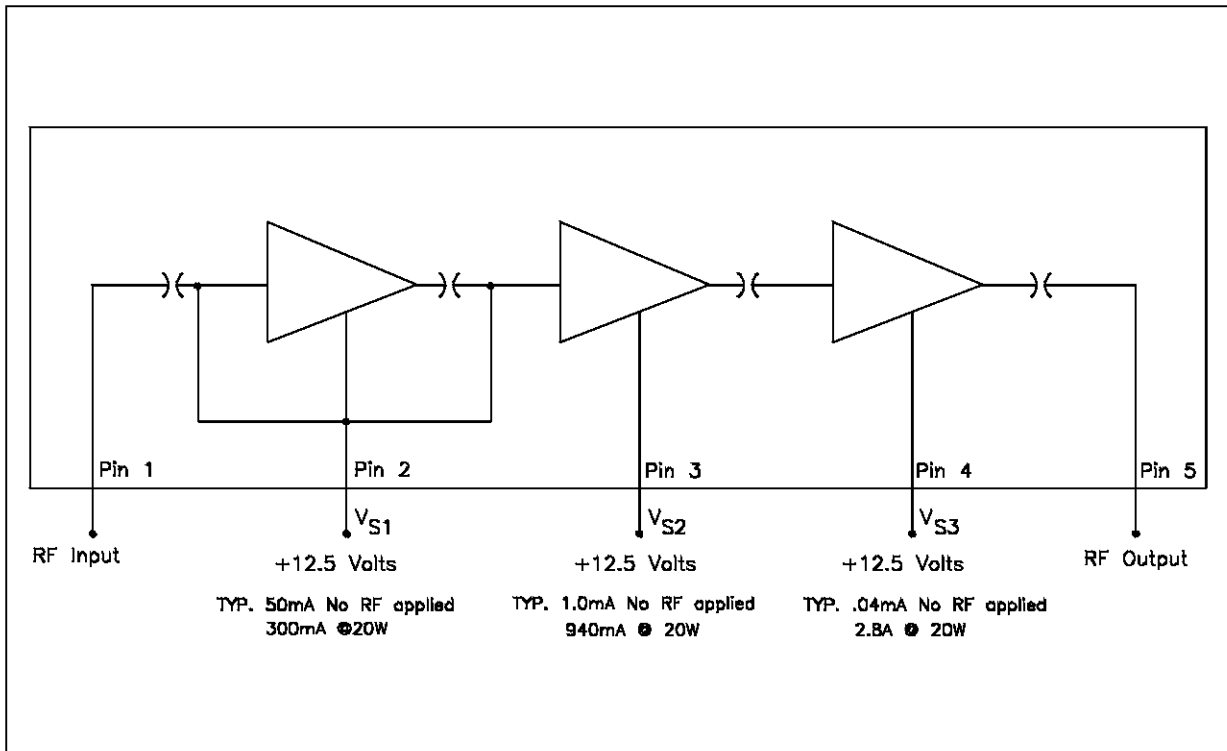 Pin 1
Pin 2
Pin 3
Pin 4
Pin 5
RF Input
VS1
+12.5 Volts
TYP. 50mA No RF applied
300mA @20W
VS2
+12.5 Volts
TYP. 1.0mA No RF applied
940mA @ 20W
VS3
+12.5 Volts
TYP. .04mA No RF applied
2.8A @ 20W
RF Output